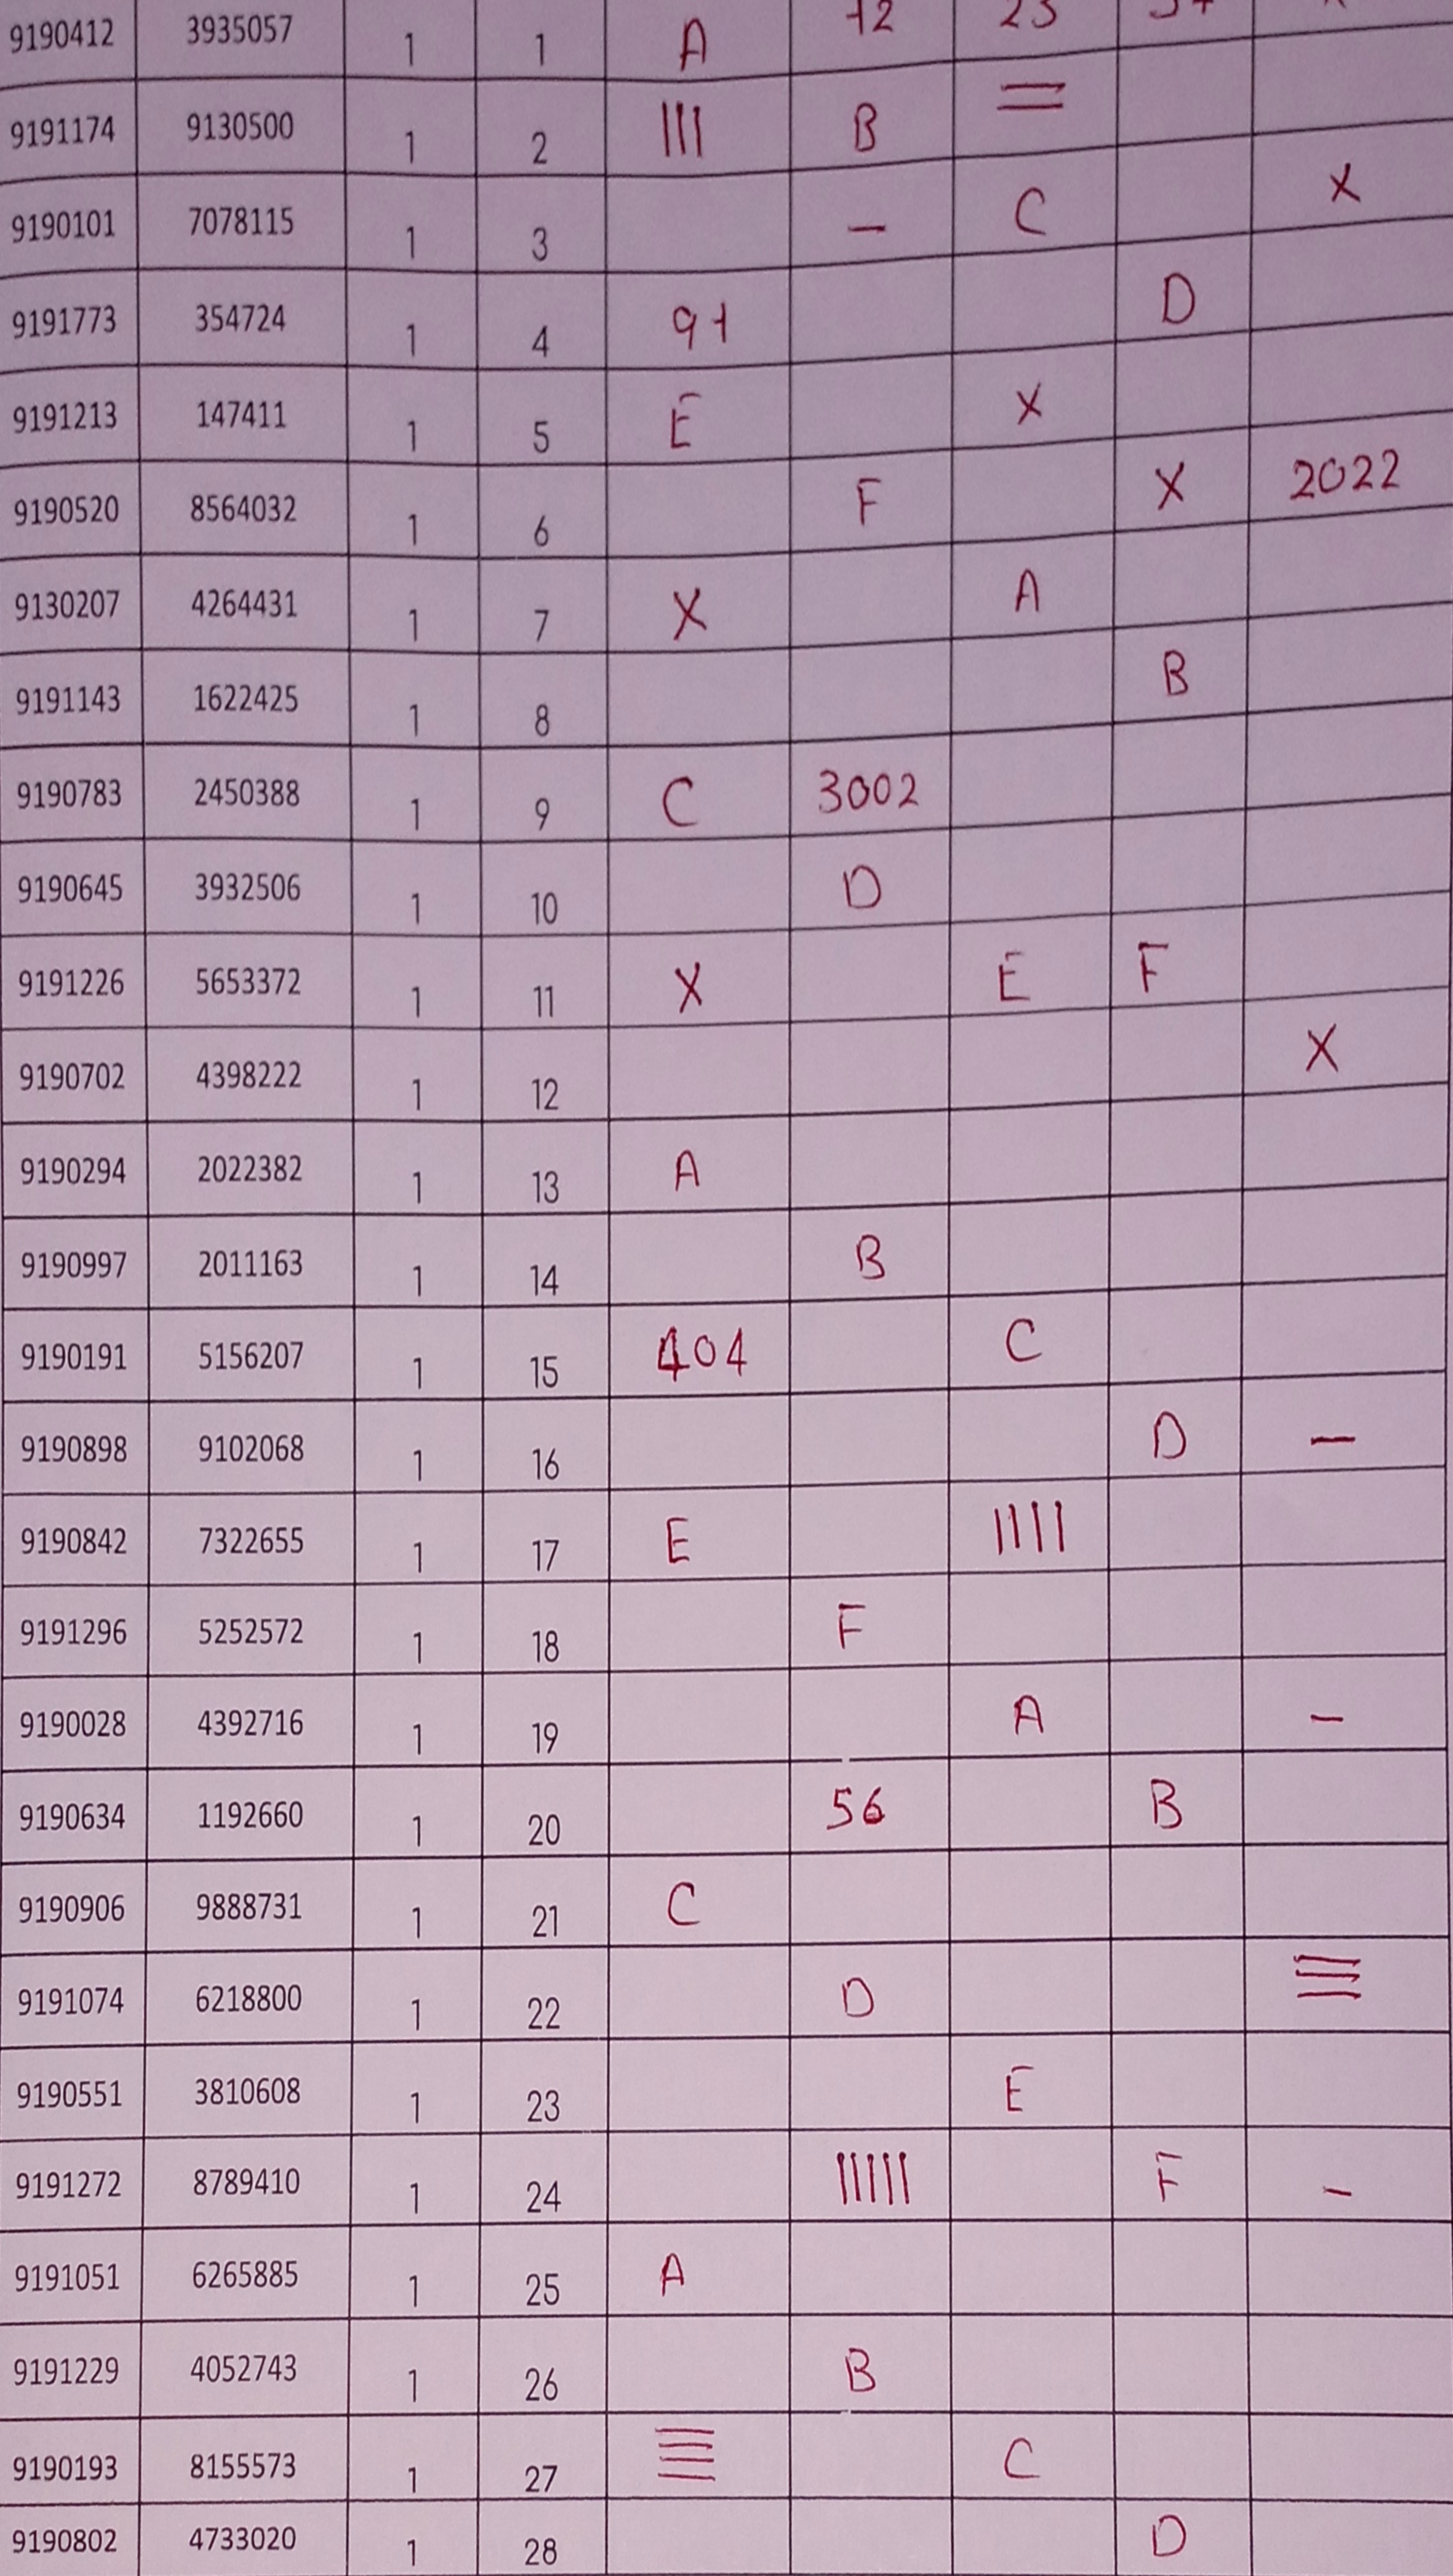 9190412 3935057 1 1 A 12 23
9191174 9130500 1 2 ||| B =
9190101 7078115 1 3 - C X
9191773 354724 1 4 91 D
9191213 147411 1 5 E X
9190520 8564032 1 6 F X 2022
9130207 4264431 1 7 X A
9191143 1622425 1 8 B
9190783 2450388 1 9 C 3002
9190645 3932506 1 10 D
9191226 5653372 1 11 X E F
9190702 4398222 1 12 X
9190294 2022382 1 13 A
9190997 2011163 1 14 B
9190191 5156207 1 15 404 C
9190898 9102068 1 16 D -
9190842 7322655 1 17 E ||||
9191296 5252572 1 18 F
9190028 4392716 1 19 A -
9190634 1192660 1 20 56 B
9190906 9888731 1 21 C
9191074 6218800 1 22 D ≡
9190551 3810608 1 23 E
9191272 8789410 1 24 ||||| F -
9191051 6265885 1 25 A
9191229 4052743 1 26 B
9190193 8155573 1 27 ≣ C
9190802 4733020 1 28 D